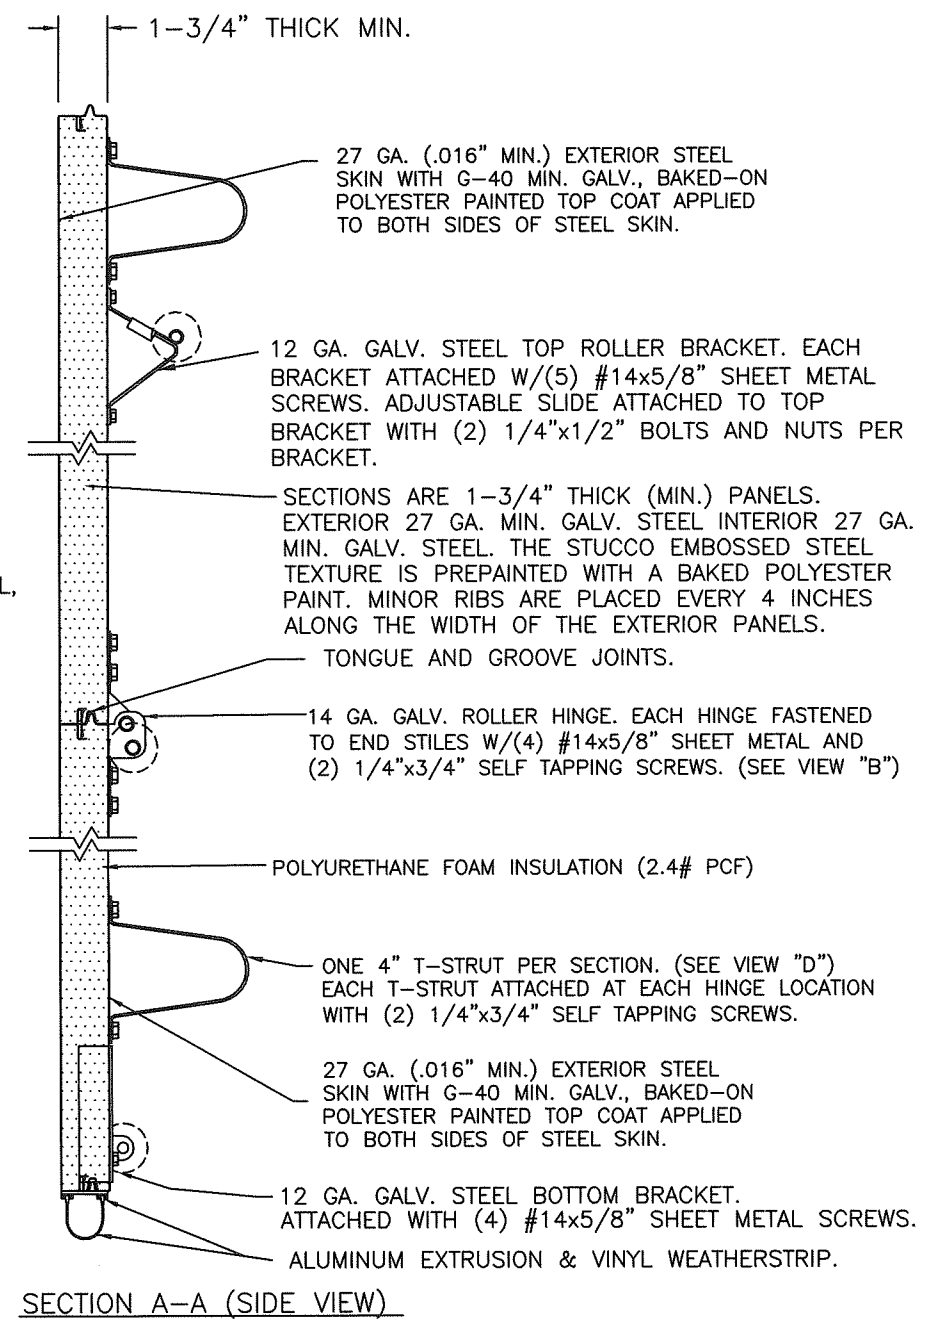 1-3/4" THICK MIN.
27 GA. (.016" MIN.) EXTERIOR STEEL
SKIN WITH G-40 MIN. GALV., BAKED-ON
POLYESTER PAINTED TOP COAT APPLIED
TO BOTH SIDES OF STEEL SKIN.
12 GA. GALV. STEEL TOP ROLLER BRACKET. EACH
BRACKET ATTACHED W/(5) #14x5/8" SHEET METAL
SCREWS. ADJUSTABLE SLIDE ATTACHED TO TOP
BRACKET WITH (2) 1/4"x1/2" BOLTS AND NUTS PER
BRACKET.
SECTIONS ARE 1-3/4" THICK (MIN.) PANELS.
EXTERIOR 27 GA. MIN. GALV. STEEL INTERIOR 27 GA.
MIN. GALV. STEEL. THE STUCCO EMBOSSED STEEL
TEXTURE IS PREPAINTED WITH A BAKED POLYESTER
PAINT. MINOR RIBS ARE PLACED EVERY 4 INCHES
ALONG THE WIDTH OF THE EXTERIOR PANELS.
L,
TONGUE AND GROOVE JOINTS.
14 GA. GALV. ROLLER HINGE. EACH HINGE FASTENED
TO END STILES W/(4) #14x5/8" SHEET METAL AND
(2) 1/4"x3/4" SELF TAPPING SCREWS. (SEE VIEW "B")
POLYURETHANE FOAM INSULATION (2.4# PCF)
ONE 4" T-STRUT PER SECTION. (SEE VIEW "D")
EACH T-STRUT ATTACHED AT EACH HINGE LOCATION
WITH (2) 1/4"x3/4" SELF TAPPING SCREWS.
27 GA. (.016" MIN.) EXTERIOR STEEL
SKIN WITH G-40 MIN. GALV., BAKED-ON
POLYESTER PAINTED TOP COAT APPLIED
TO BOTH SIDES OF STEEL SKIN.
12 GA. GALV. STEEL BOTTOM BRACKET.
ATTACHED WITH (4) #14x5/8" SHEET METAL SCREWS.
ALUMINUM EXTRUSION & VINYL WEATHERSTRIP.
SECTION A-A (SIDE VIEW)